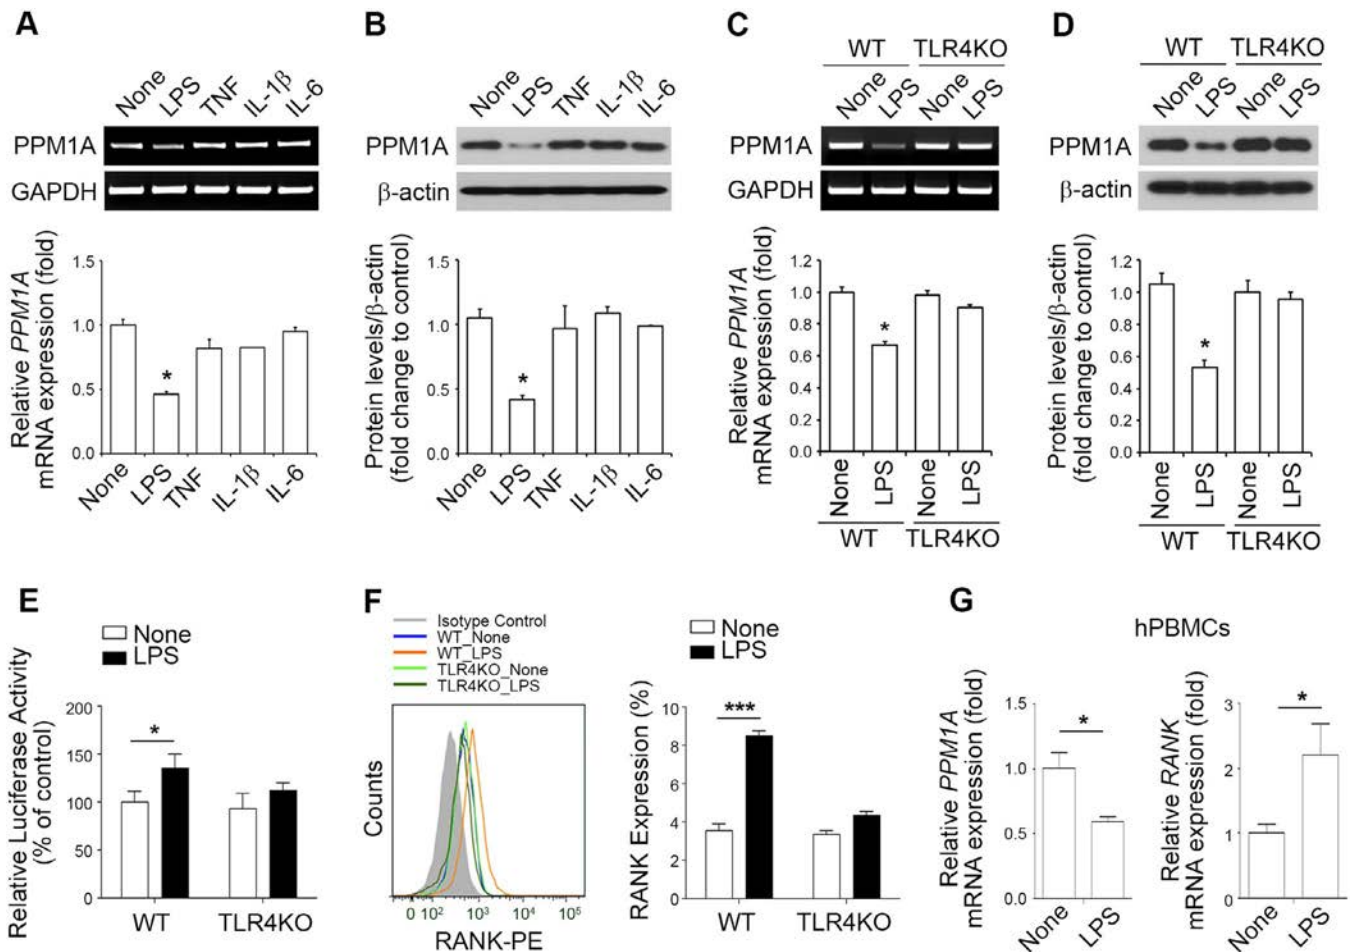 A
None LPS TNF IL-1β IL-6
PPM1A
GAPDH
Relative PPM1A
mRNA expression (fold)
1.5
1.0
0.5
0.0
None LPS TNF IL-1β IL-6
B
None LPS TNF IL-1β IL-6
PPM1A
β-actin
Protein levels/β-actin
(fold change to control)
1.5
1.0
0.5
0.0
*
*
None LPS TNF IL-1β IL-6
C
WT TLR4KO
None LPS None LPS
PPM1A
GAPDH
Relative PPM1A
mRNA expression (fold)
1.2
1.0
0.8
0.6
0.4
0.2
0.0
*
None LPS None LPS
WT TLR4KO
D
WT TLR4KO
None LPS None LPS
PPM1A
β-actin
Protein levels/β-actin
(fold change to control)
1.2
1.0
0.8
0.6
0.4
0.2
0.0
*
None LPS None LPS
WT TLR4KO
E
None
LPS
Relative Luciferase Activity
(% of control)
200
150
100
50
0
*
WT TLR4KO
F
Isotype Control
WT_None
WT_LPS
TLR4KO_None
TLR4KO_LPS
Counts
0 10² 10³ 10⁴ 10⁵
RANK-PE
None
LPS
RANK Expression (%)
10
8
6
4
2
0
***
WT TLR4KO
G
hPBMCs
Relative PPM1A
mRNA expression (fold)
1.5
1.0
0.5
0.0
*
None LPS
Relative RANK
mRNA expression (fold)
3
2
1
0
*
None LPS